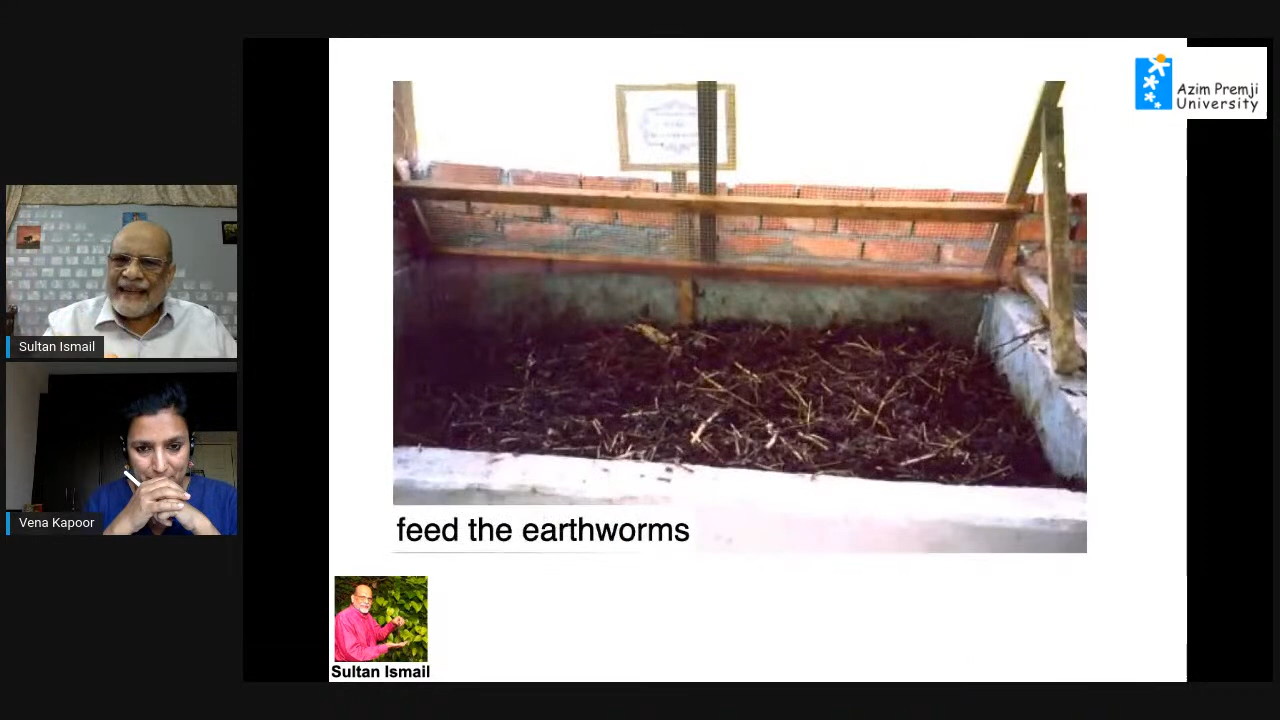 Azim Premji
University
Sultan Ismail
Vena Kapoor
feed the earthworms
Sultan Ismail